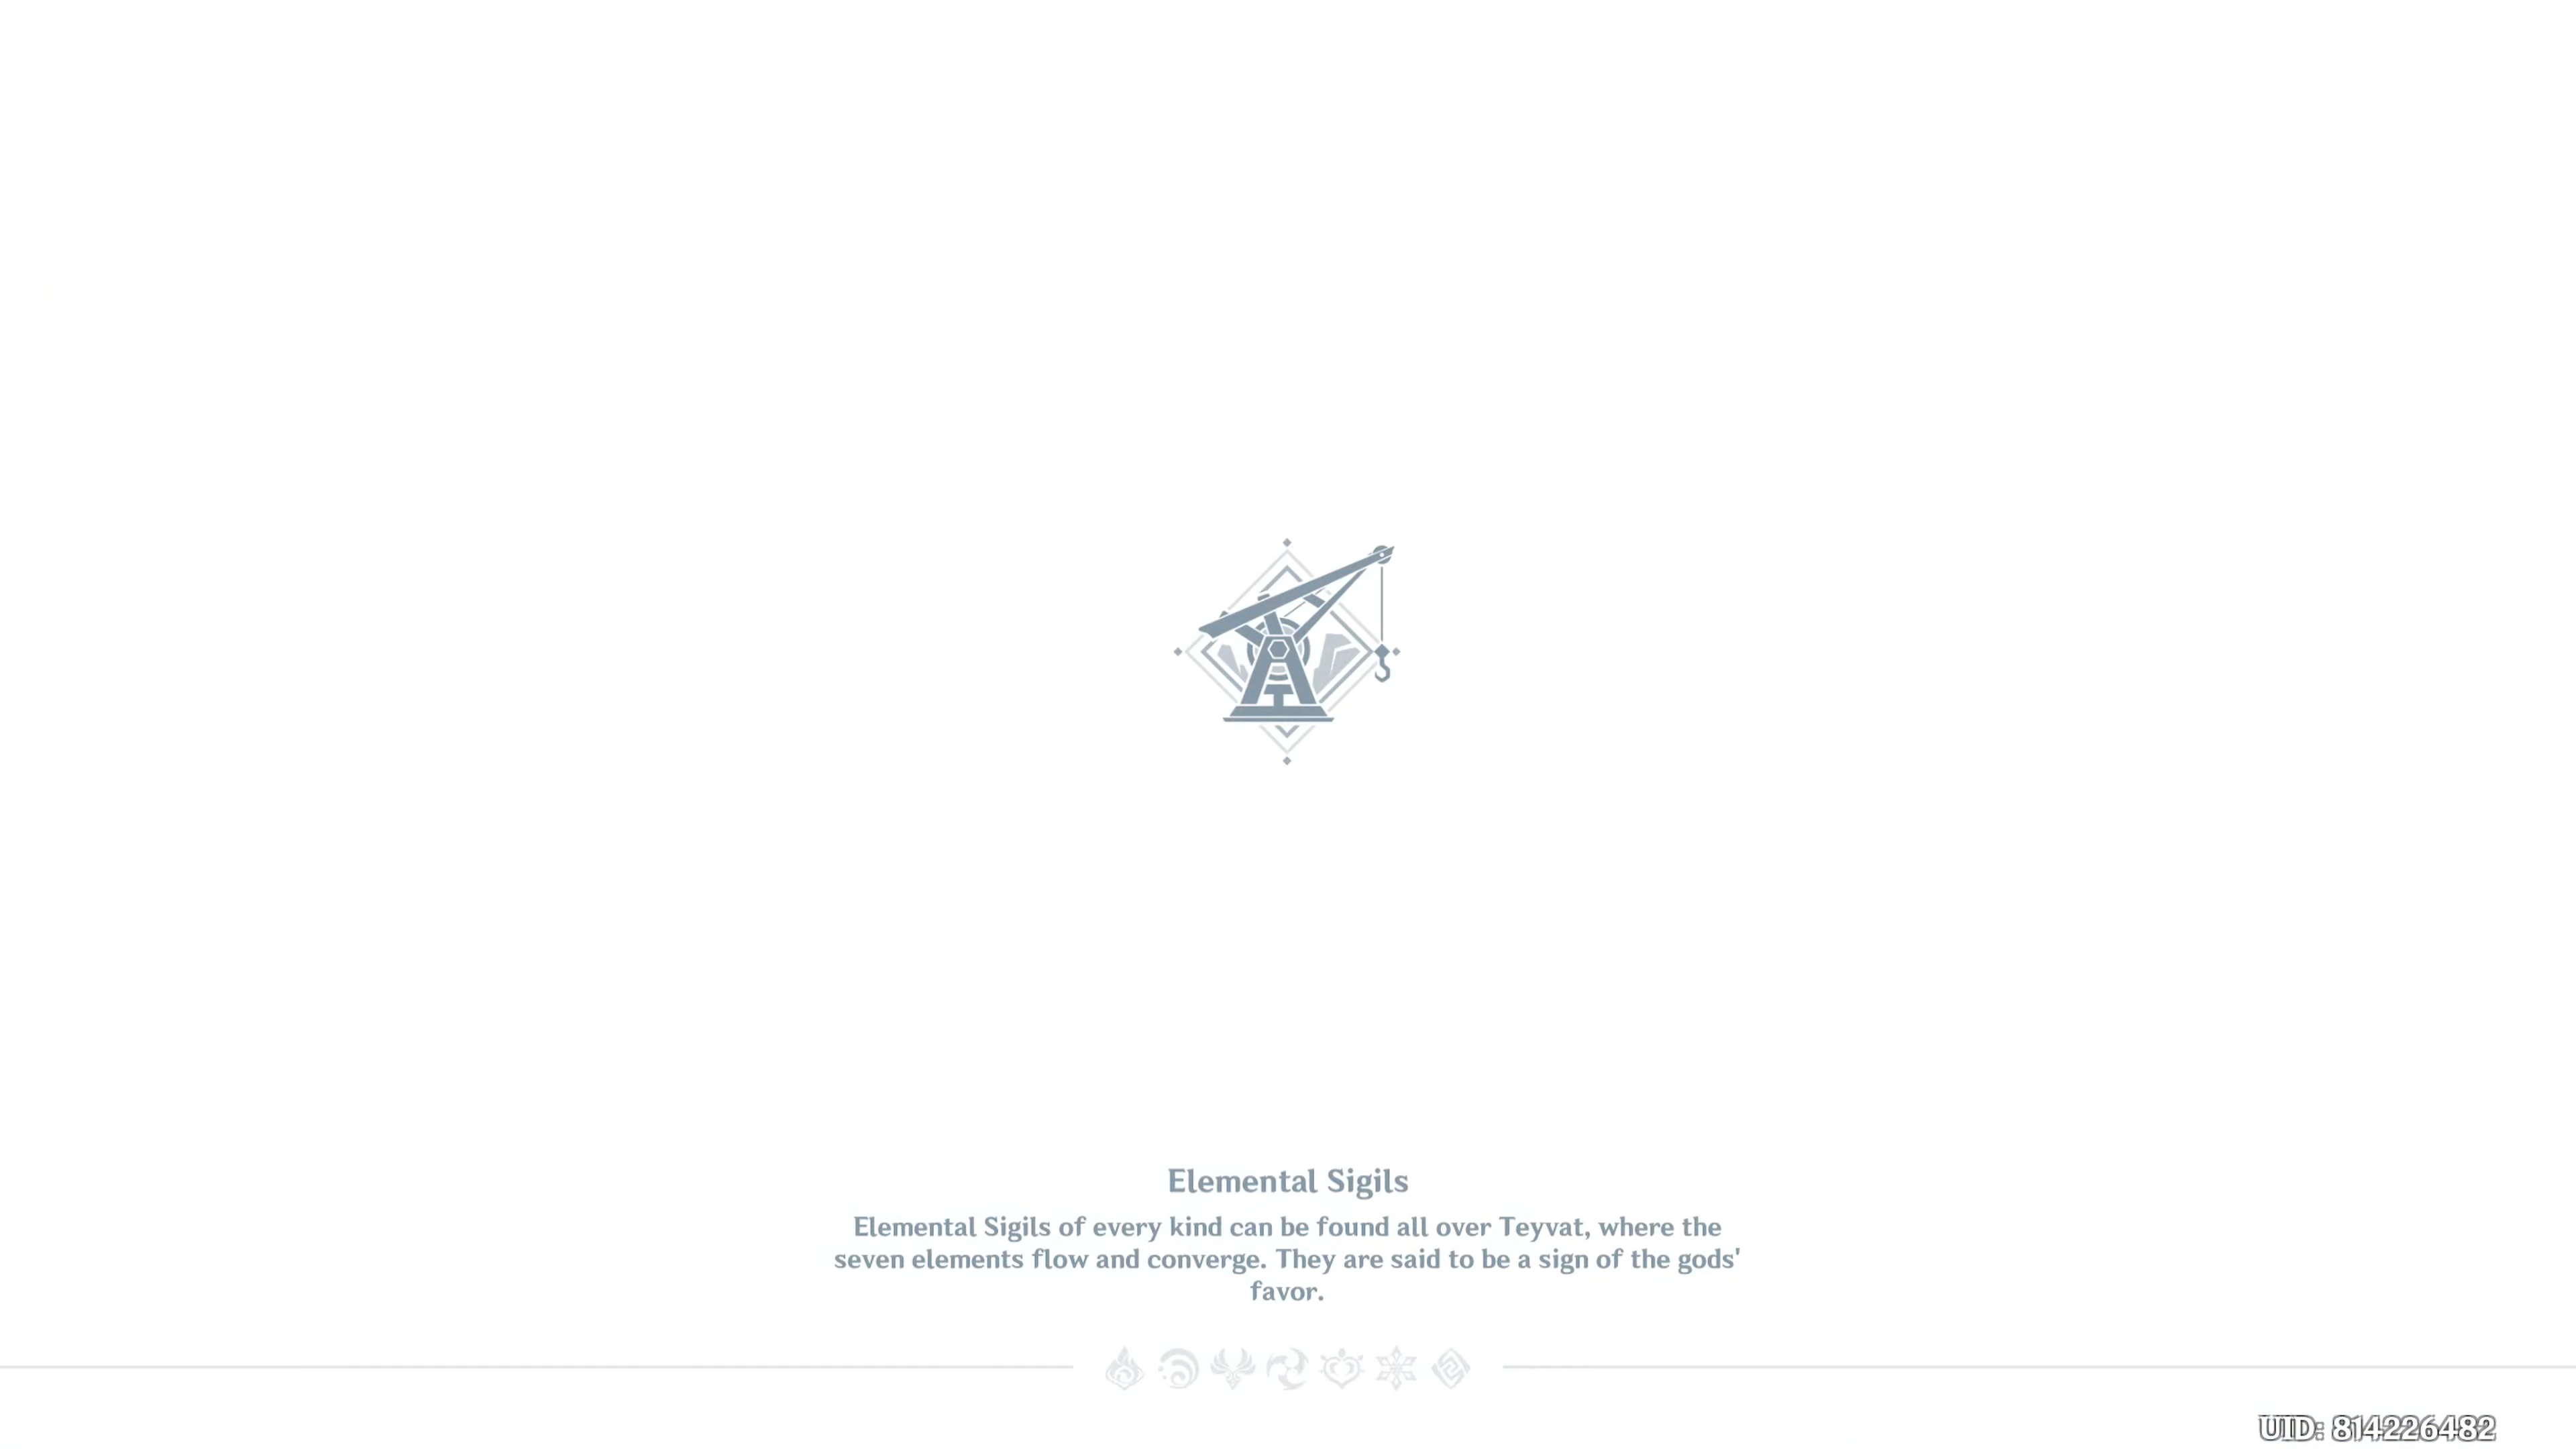 Elemental Sigils
Elemental Sigils of every kind can be found all over Teyvat, where the
seven elements flow and converge. They are said to be a sign of the gods'
favor.
UID: 814226482